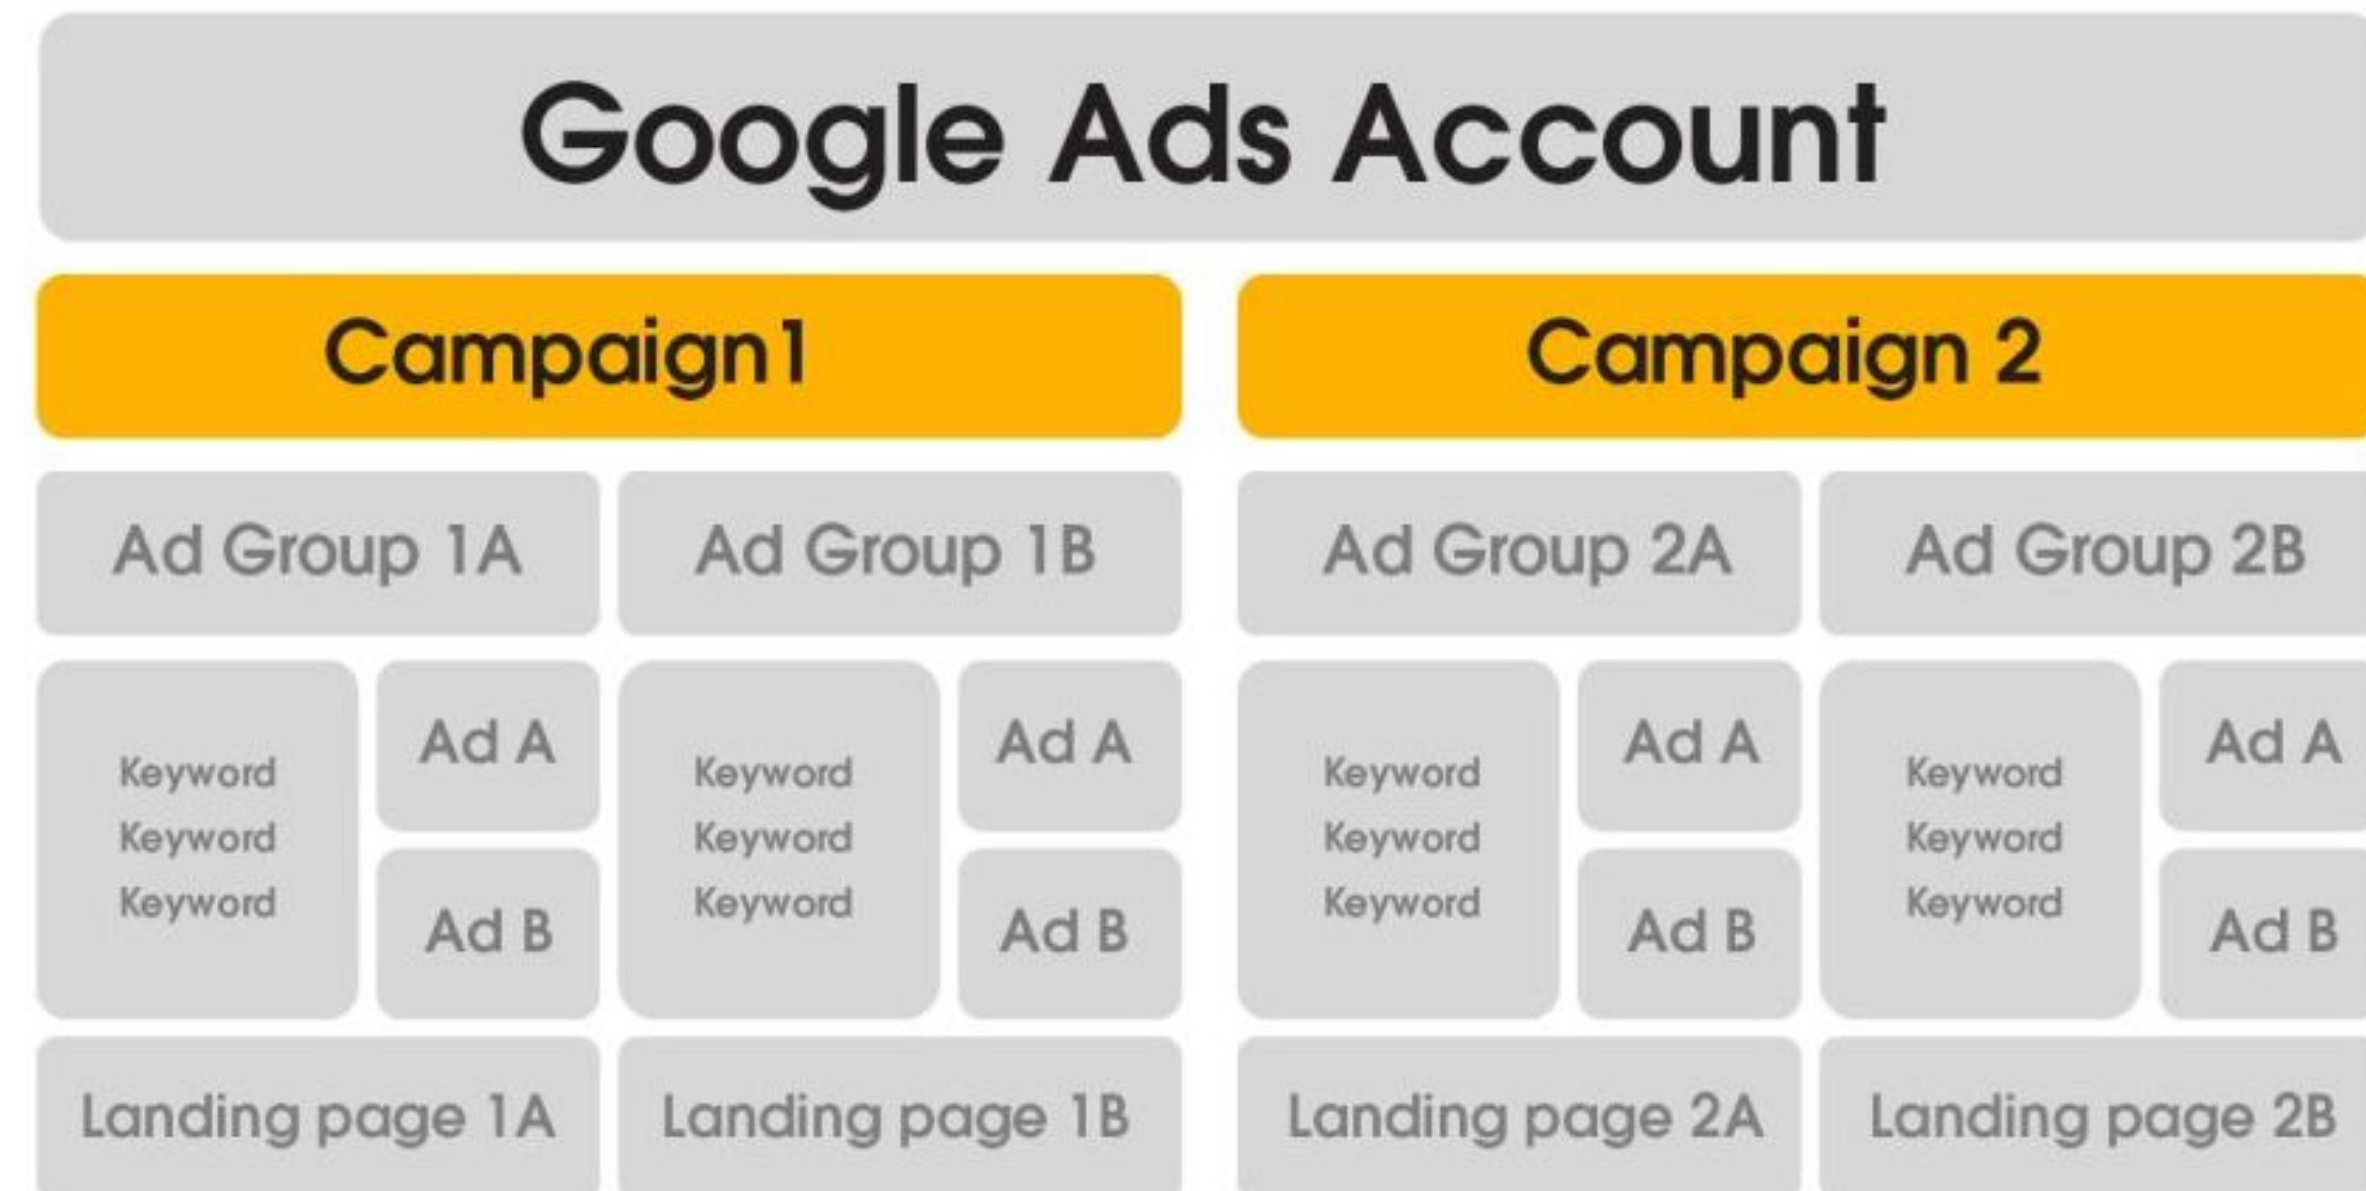 Google Ads Account
Campaign1
Campaign 2
Ad Group 1A
Ad Group 1B
Ad Group 2A
Ad Group 2B
Keyword
Keyword
Keyword
Ad A
Ad B
Keyword
Keyword
Keyword
Ad A
Ad B
Keyword
Keyword
Keyword
Ad A
Ad B
Keyword
Keyword
Keyword
Ad A
Ad B
Landing page 1A
Landing page 1B
Landing page 2A
Landing page 2B